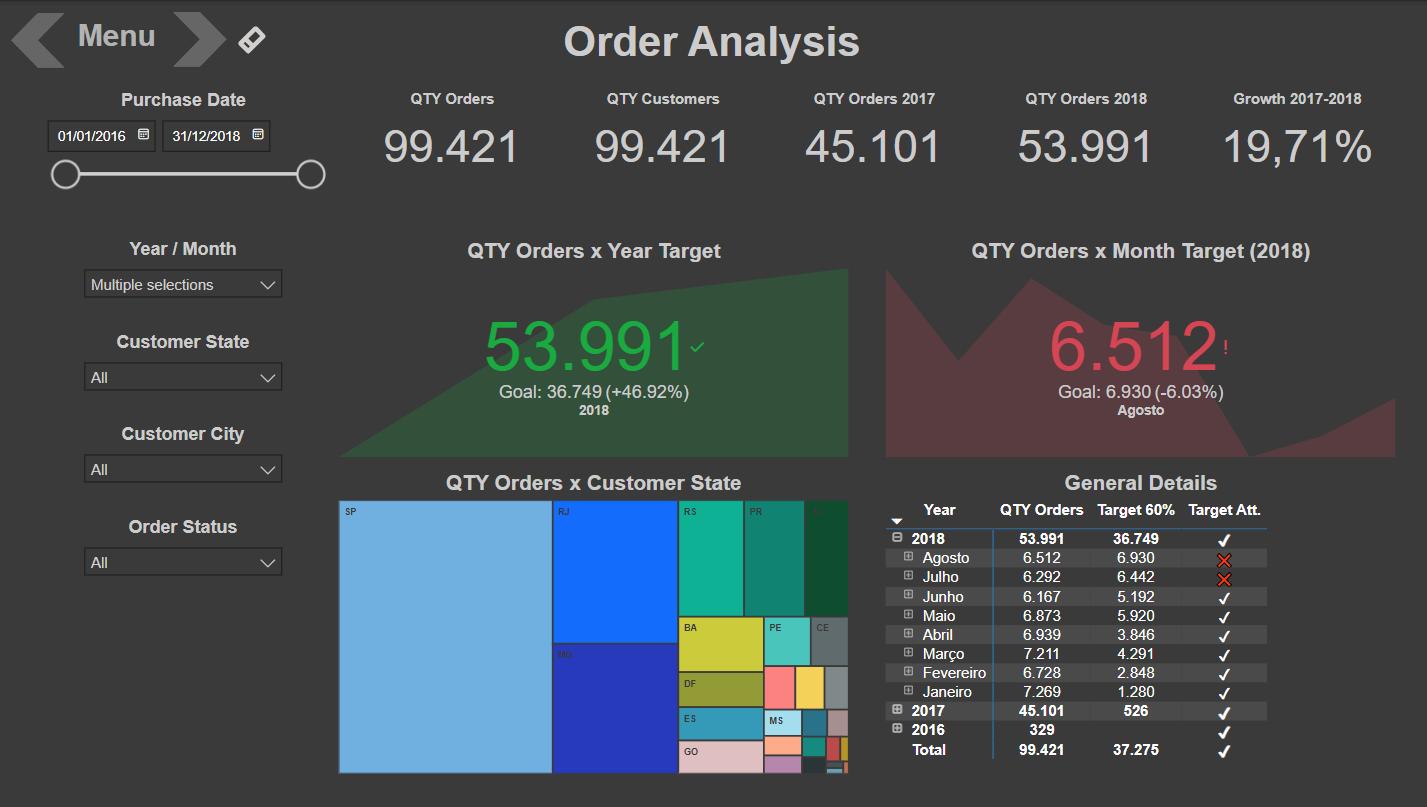 Menu
Order Analysis
Purchase Date
01/01/2016
31/12/2018
QTY Orders
99.421
QTY Customers
99.421
QTY Orders 2017
45.101
QTY Orders 2018
53.991
Growth 2017-2018
19,71%
Year / Month
Multiple selections
Customer State
All
Customer City
All
Order Status
All
QTY Orders x Year Target
53.991
Goal: 36.749 (+46.92%)
2018
QTY Orders x Month Target (2018)
6.512!
Goal: 6.930 (-6.03%)
Agosto
QTY Orders x Customer State
SP
RJ
MG
RS
PR
BA
PE
CE
DF
ES
MS
GO
General Details
Year QTY Orders Target 60% Target Att.
2018 53.991 36.749
Agosto 6.512 6.930
Julho 6.292 6.442
Junho 6.167 5.192
Maio 6.873 5.920
Abril 6.939 3.846
Março 7.211 4.291
Fevereiro 6.728 2.848
Janeiro 7.269 1.280
2017 45.101 526
2016 329
Total 99.421 37.275